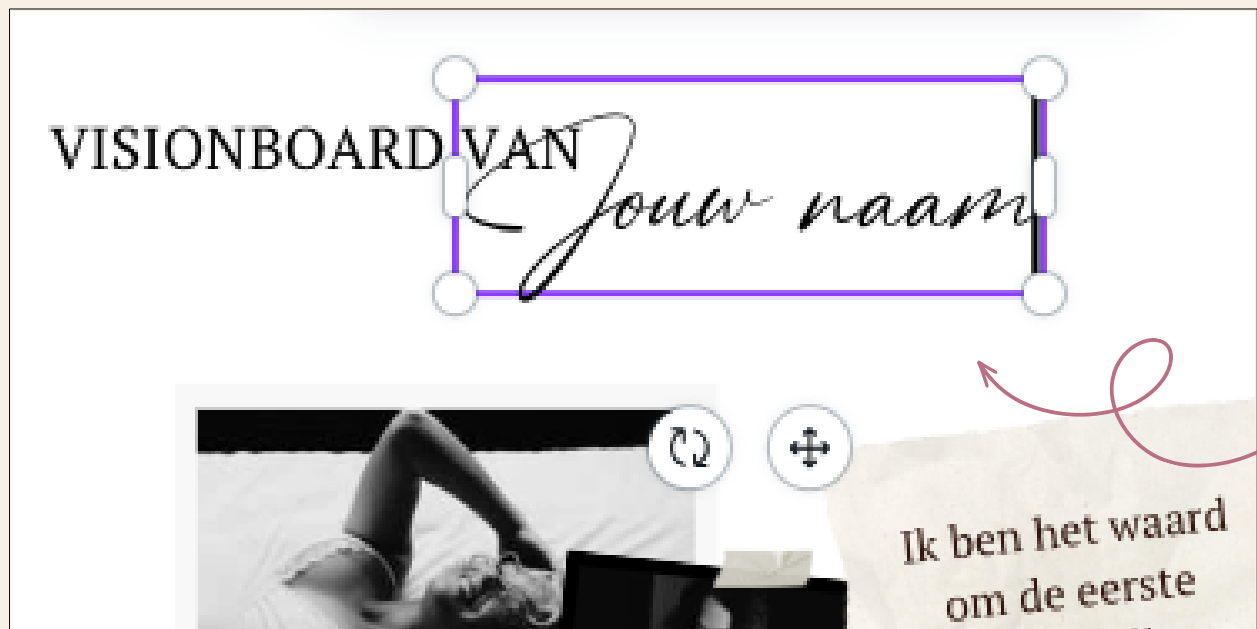 VISIONBOARD VAN
Jouw naam
Ik ben het waard
om de eerste